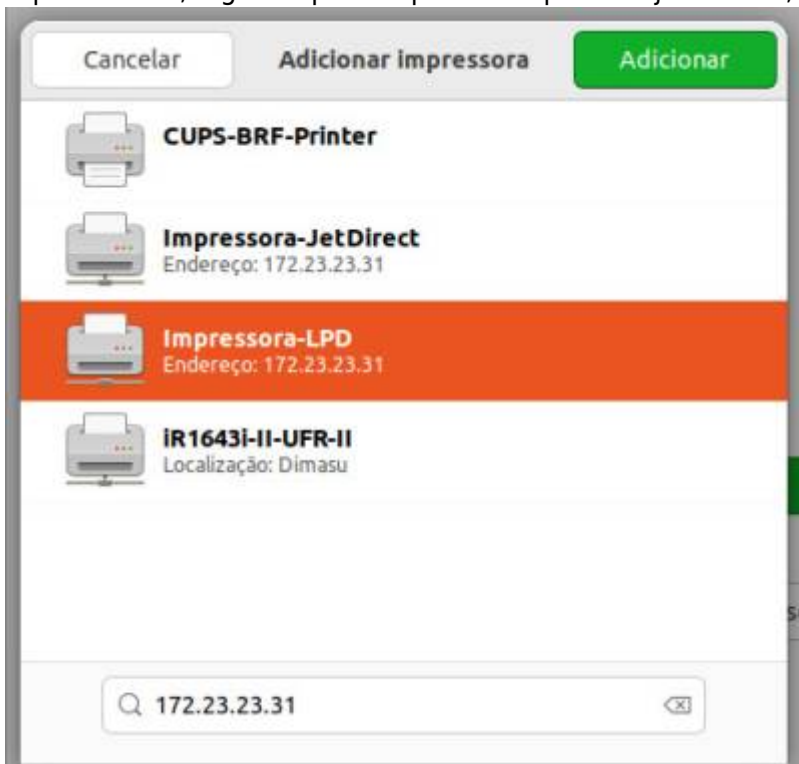 Cancelar Adicionar impressora Adicionar
CUPS-BRF-Printer
Impressora-JetDirect
Endereço: 172.23.23.31
Impressora-LPD
Endereço: 172.23.23.31
iR1643i-II-UFR-II
Localização: Dimasu
172.23.23.31